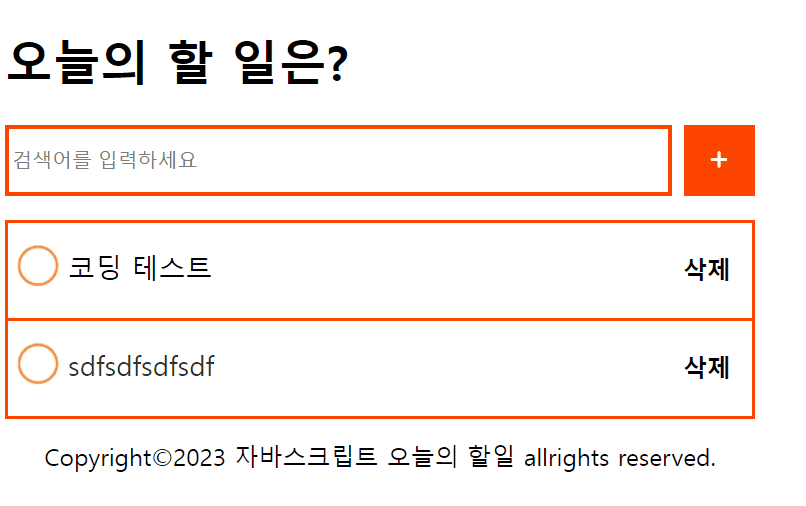 오늘의 할 일은?
검색어를 입력하세요 +
코딩 테스트 삭제
sdfsdfsdfsdf 삭제
Copyright©2023 자바스크립트 오늘의 할일 allrights reserved.